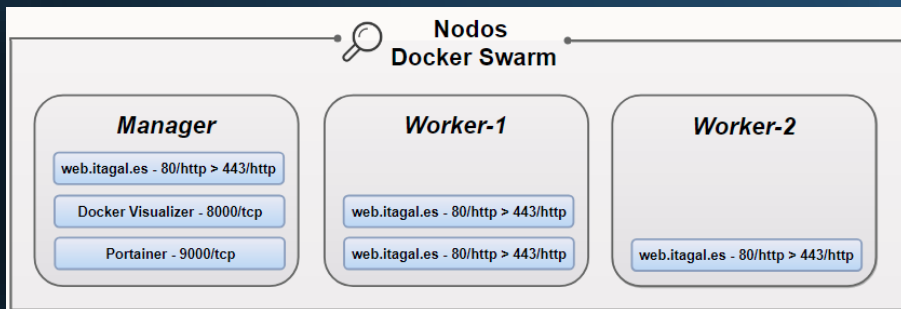 Nodos
Docker Swarm
Manager
web.itagal.es - 80/http > 443/http
Docker Visualizer - 8000/tcp
Portainer - 9000/tcp
Worker-1
web.itagal.es - 80/http > 443/http
web.itagal.es - 80/http > 443/http
Worker-2
web.itagal.es - 80/http > 443/http